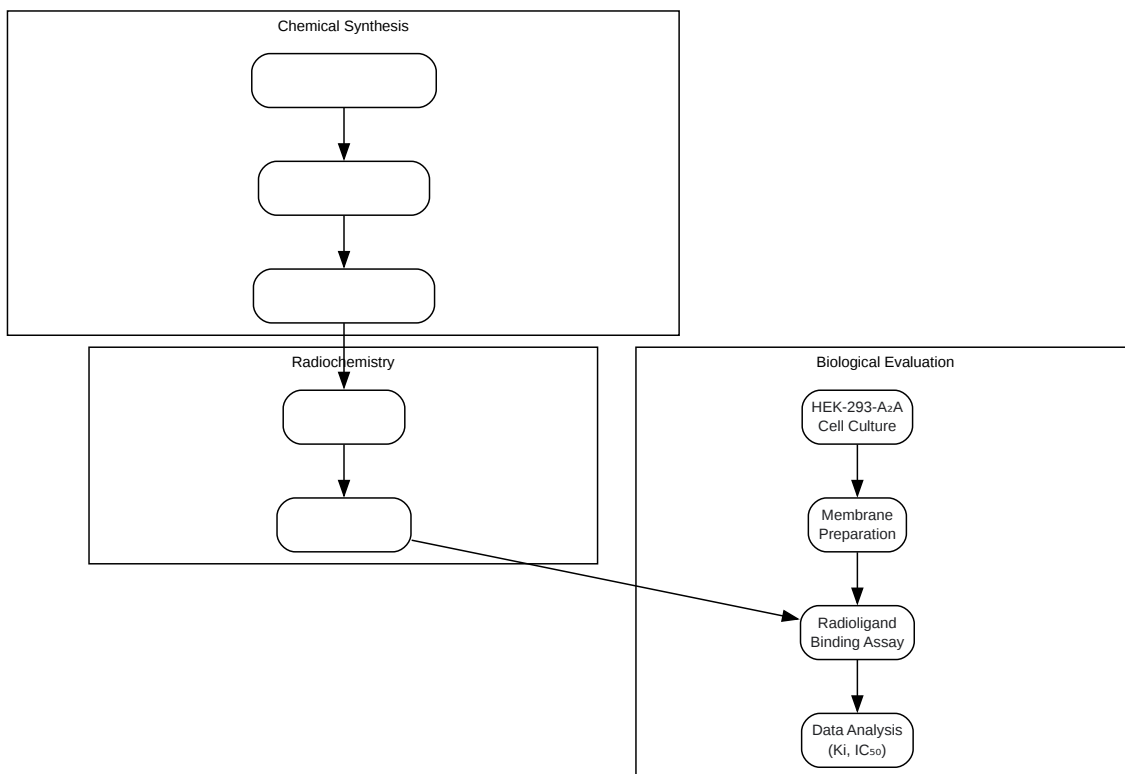 Chemical Synthesis
Radiochemistry
Biological Evaluation
HEK-293-A₂A
Cell Culture
Membrane
Preparation
Radioligand
Binding Assay
Data Analysis
(Ki, IC₅₀)